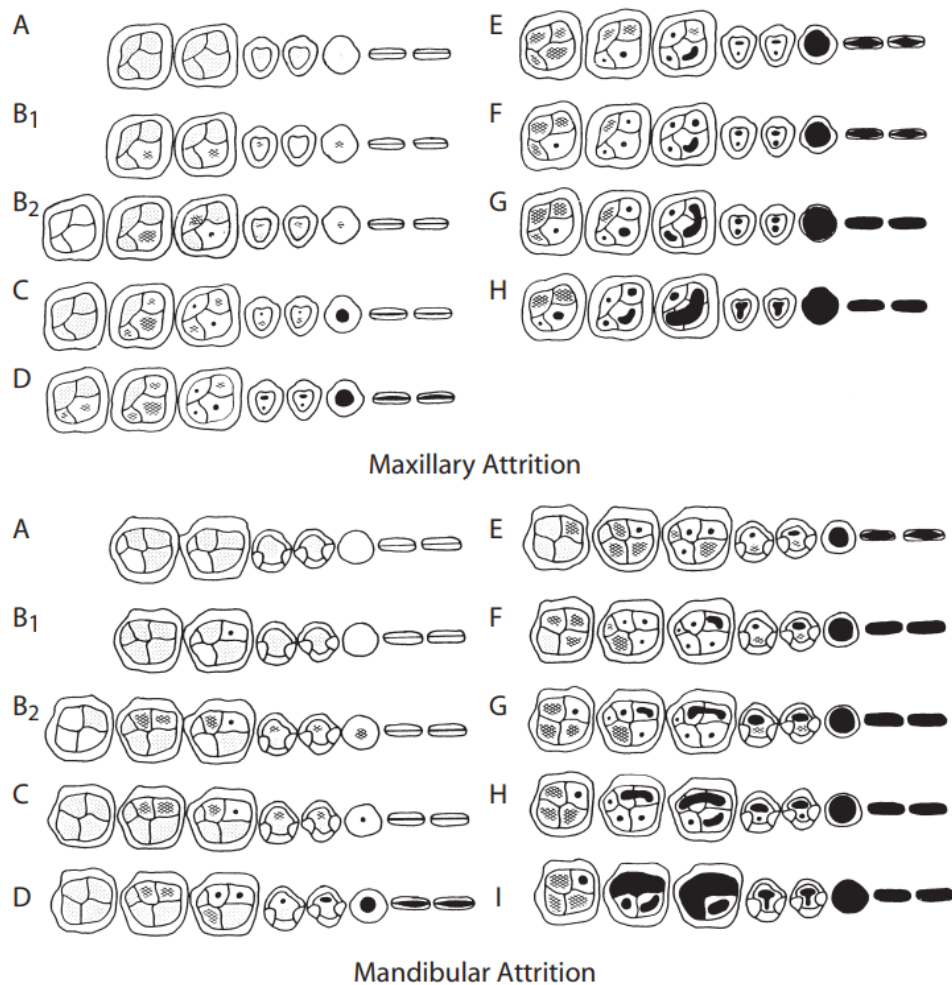 A
B1
B2
C
D
E
F
G
H
Maxillary Attrition
A
B1
B2
C
D
E
F
G
H
I
Mandibular Attrition